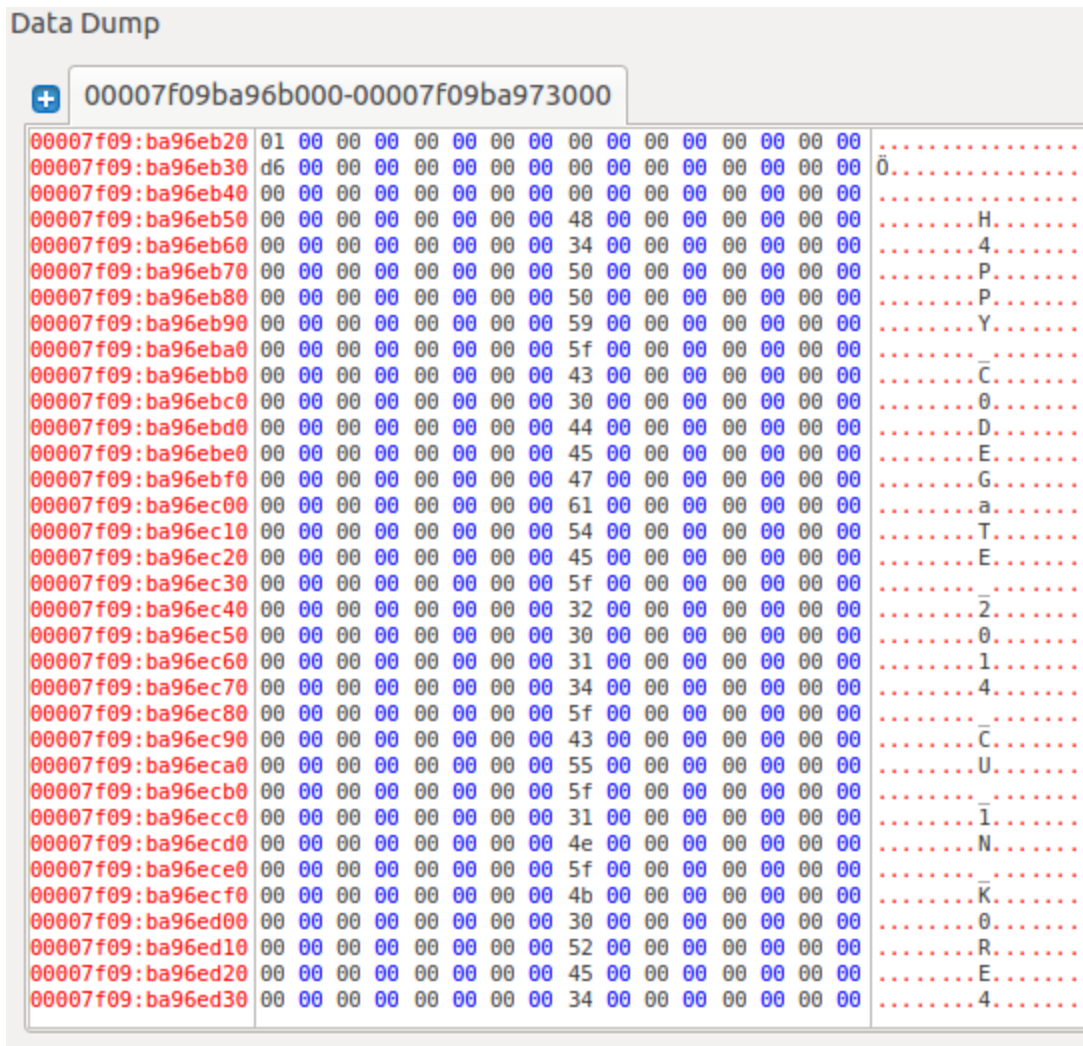 Data Dump
00007f09ba96b000-00007f09ba973000
00007f09:ba96eb20 01 00 00 00 00 00 00 00 00 00 00 00 00 00 00 00 ................
00007f09:ba96eb30 d6 00 00 00 00 00 00 00 00 00 00 00 00 00 00 00 Ö...............
00007f09:ba96eb40 00 00 00 00 00 00 00 00 00 00 00 00 00 00 00 00 ................
00007f09:ba96eb50 00 00 00 00 00 00 00 00 48 00 00 00 00 00 00 00 ........H.......
00007f09:ba96eb60 00 00 00 00 00 00 00 00 34 00 00 00 00 00 00 00 ........4.......
00007f09:ba96eb70 00 00 00 00 00 00 00 00 50 00 00 00 00 00 00 00 ........P.......
00007f09:ba96eb80 00 00 00 00 00 00 00 00 50 00 00 00 00 00 00 00 ........P.......
00007f09:ba96eb90 00 00 00 00 00 00 00 00 59 00 00 00 00 00 00 00 ........Y.......
00007f09:ba96eba0 00 00 00 00 00 00 00 00 5f 00 00 00 00 00 00 00 ........_.......
00007f09:ba96ebb0 00 00 00 00 00 00 00 00 43 00 00 00 00 00 00 00 ........C.......
00007f09:ba96ebc0 00 00 00 00 00 00 00 00 30 00 00 00 00 00 00 00 ........0.......
00007f09:ba96ebd0 00 00 00 00 00 00 00 00 44 00 00 00 00 00 00 00 ........D.......
00007f09:ba96ebe0 00 00 00 00 00 00 00 00 45 00 00 00 00 00 00 00 ........E.......
00007f09:ba96ebf0 00 00 00 00 00 00 00 00 47 00 00 00 00 00 00 00 ........G.......
00007f09:ba96ec00 00 00 00 00 00 00 00 00 61 00 00 00 00 00 00 00 ........a.......
00007f09:ba96ec10 00 00 00 00 00 00 00 00 54 00 00 00 00 00 00 00 ........T.......
00007f09:ba96ec20 00 00 00 00 00 00 00 00 45 00 00 00 00 00 00 00 ........E.......
00007f09:ba96ec30 00 00 00 00 00 00 00 00 5f 00 00 00 00 00 00 00 ........_.......
00007f09:ba96ec40 00 00 00 00 00 00 00 00 32 00 00 00 00 00 00 00 ........2.......
00007f09:ba96ec50 00 00 00 00 00 00 00 00 30 00 00 00 00 00 00 00 ........0.......
00007f09:ba96ec60 00 00 00 00 00 00 00 00 31 00 00 00 00 00 00 00 ........1.......
00007f09:ba96ec70 00 00 00 00 00 00 00 00 34 00 00 00 00 00 00 00 ........4.......
00007f09:ba96ec80 00 00 00 00 00 00 00 00 5f 00 00 00 00 00 00 00 ........_.......
00007f09:ba96ec90 00 00 00 00 00 00 00 00 43 00 00 00 00 00 00 00 ........C.......
00007f09:ba96eca0 00 00 00 00 00 00 00 00 55 00 00 00 00 00 00 00 ........U.......
00007f09:ba96ecb0 00 00 00 00 00 00 00 00 5f 00 00 00 00 00 00 00 ........_.......
00007f09:ba96ecc0 00 00 00 00 00 00 00 00 31 00 00 00 00 00 00 00 ........1.......
00007f09:ba96ecd0 00 00 00 00 00 00 00 00 4e 00 00 00 00 00 00 00 ........N.......
00007f09:ba96ece0 00 00 00 00 00 00 00 00 5f 00 00 00 00 00 00 00 ........_.......
00007f09:ba96ecf0 00 00 00 00 00 00 00 00 4b 00 00 00 00 00 00 00 ........K.......
00007f09:ba96ed00 00 00 00 00 00 00 00 00 30 00 00 00 00 00 00 00 ........0.......
00007f09:ba96ed10 00 00 00 00 00 00 00 00 52 00 00 00 00 00 00 00 ........R.......
00007f09:ba96ed20 00 00 00 00 00 00 00 00 45 00 00 00 00 00 00 00 ........E.......
00007f09:ba96ed30 00 00 00 00 00 00 00 00 34 00 00 00 00 00 00 00 ........4.......